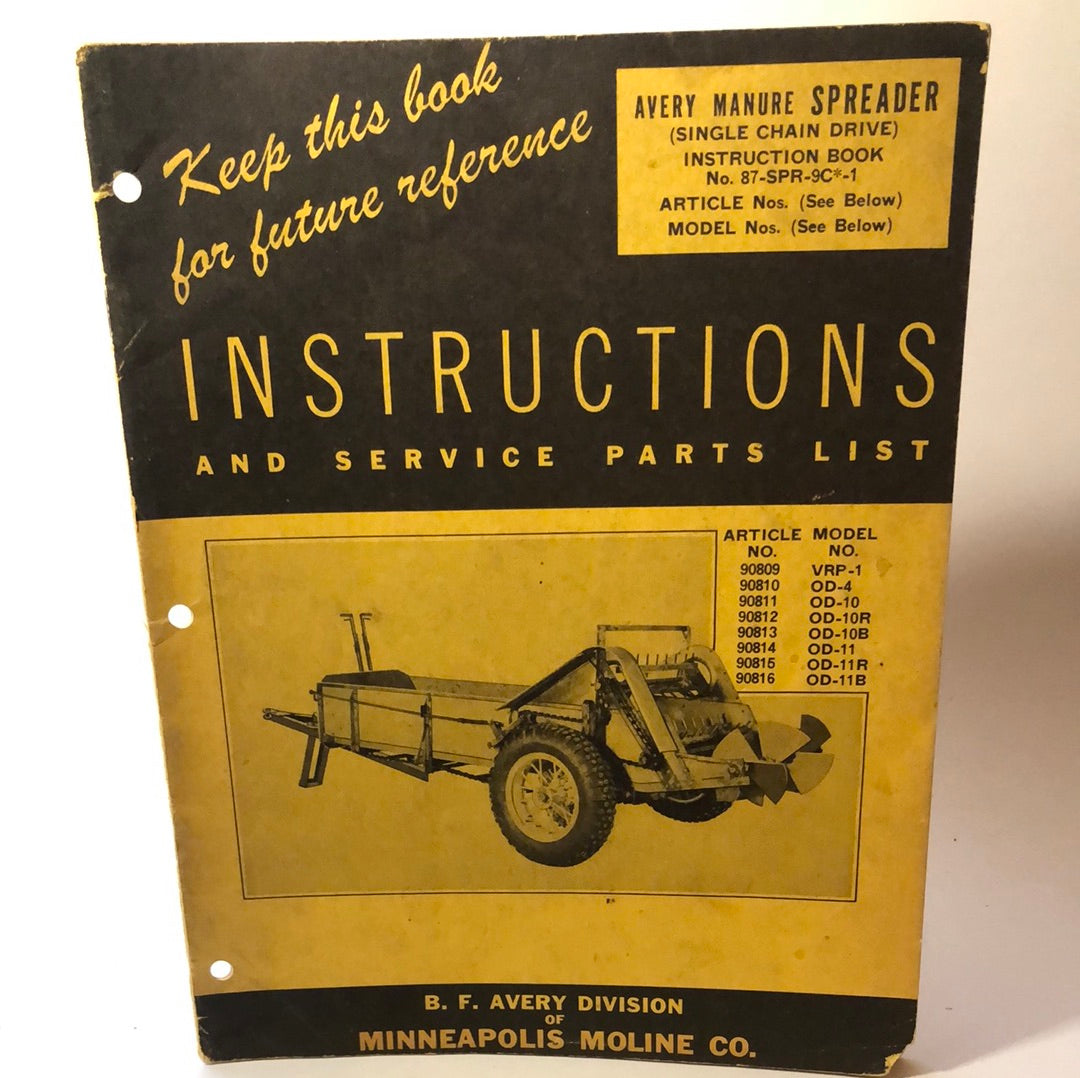 Keep this book
for future reference
AVERY MANURE SPREADER
(SINGLE CHAIN DRIVE)
INSTRUCTION BOOK
No. 87-SPR-9C*-1
ARTICLE Nos. (See Below)
MODEL Nos. (See Below)
INSTRUCTIONS
AND SERVICE PARTS LIST
ARTICLE MODEL
NO. NO.
90809 VRP-1
90810 OD-4
90811 OD-10
90812 OD-10R
90813 OD-10B
90814 OD-11
90815 OD-11R
90816 OD-11B
B. F. AVERY DIVISION
OF
MINNEAPOLIS MOLINE CO.